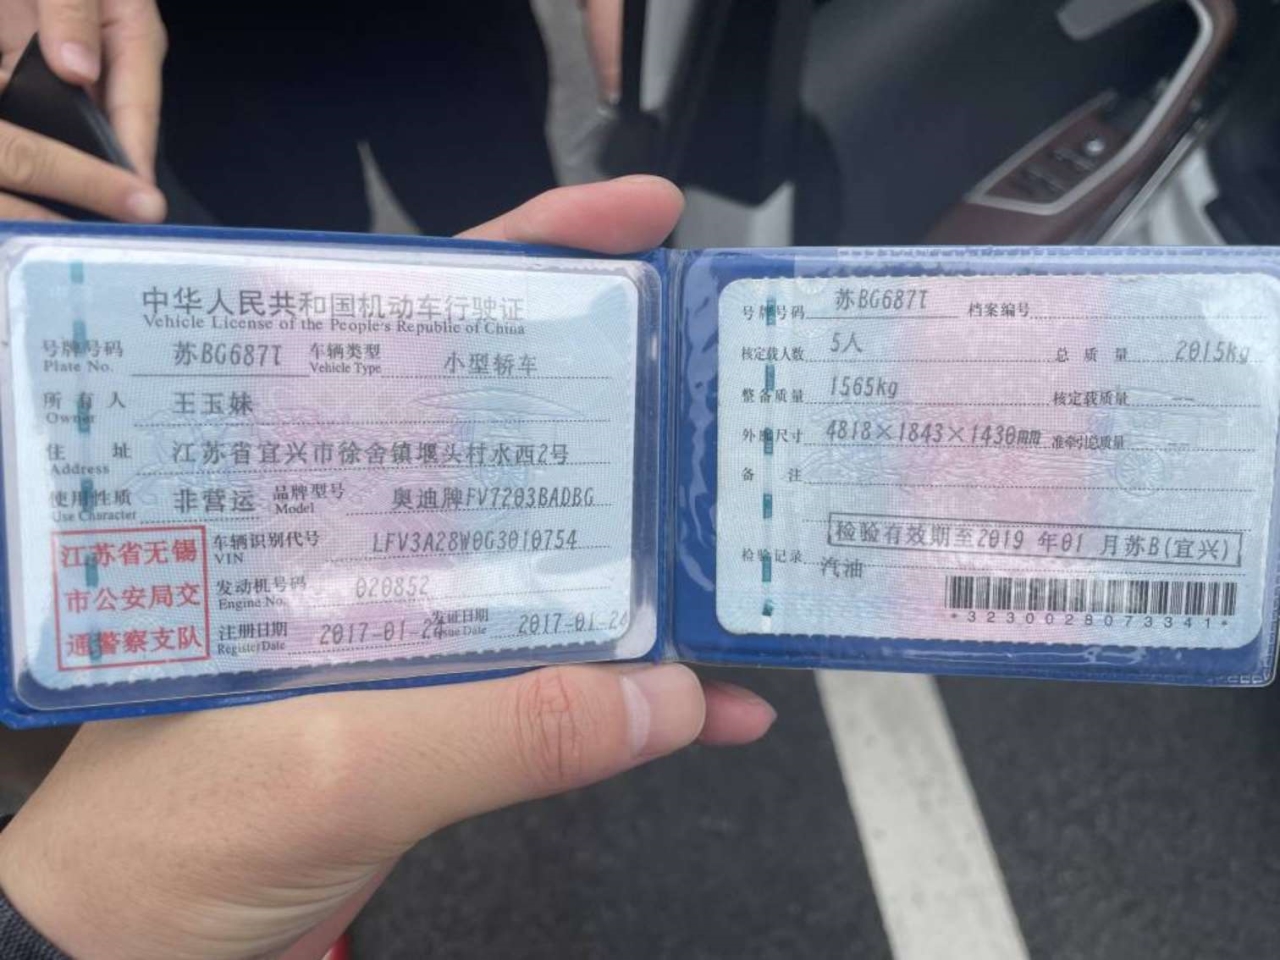 中华人民共和国机动车行驶证
Vehicle License of the People's Republic of China
号牌号码 苏BG687T 车辆类型 小型轿车
Plate No. Vehicle Type
所有人 王玉妹
Owner
住址 江苏省宜兴市徐舍镇堰头村水西2号
Address
使用性质 非营运 品牌型号 奥迪牌FV7203BADBG
Use Character Model
江苏省无锡
市公安局交
通警察支队
车辆识别代号 LFV3A28W0G3010754
VIN
发动机号码 020852
Engine No.
注册日期 2017-01-24 发证日期 2017-01-24
Register Date Issue Date
号牌号码 苏BG687T 档案编号
核定载人数 5人 总质量 2015kg
整备质量 1565kg 核定载质量 --
外廓尺寸 4818×1843×1430mm 准牵引总质量 --
备注
检验有效期至2019 年01 月苏B(宜兴)
检验记录 汽油
*3230028073341*